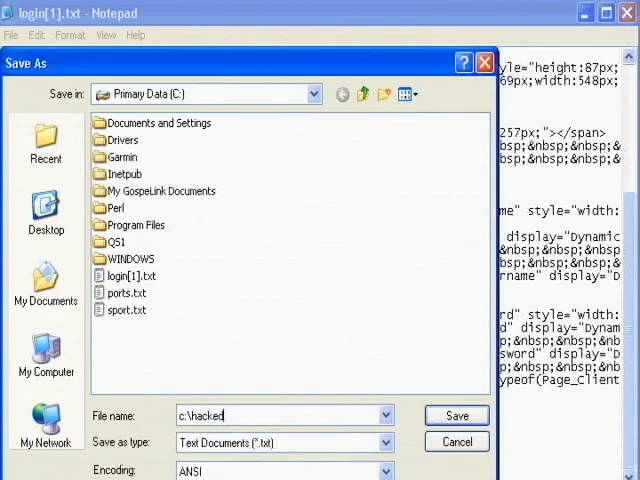 login[1].txt - Notepad
File Edit Format View Help
Save As
Save in: Primary Data (C:)
Documents and Settings
Drivers
Garmin
Inetpub
My GospeLink Documents
Perl
Program Files
QS1
WINDOWS
login[1].txt
ports.txt
sport.txt
Recent
Desktop
My Documents
My Computer
My Network
File name: c:\hacked Save
Save as type: Text Documents (*.txt) Cancel
Encoding: ANSI
yle="height:87px;
69px;width:548px;
257px;"></span>
bsp;&nbsp;&nbsp;&
bsp;&nbsp;&nbsp;&
me" style="width:
display="Dynamic
p;&nbsp;&nbsp;&nb
p;&nbsp;&nbsp;&nb
rname" display="D
rd" style="width:
d" display="Dynam
p;&nbsp;&nbsp;&nb
sword" display="D
ypeof(Page_Client